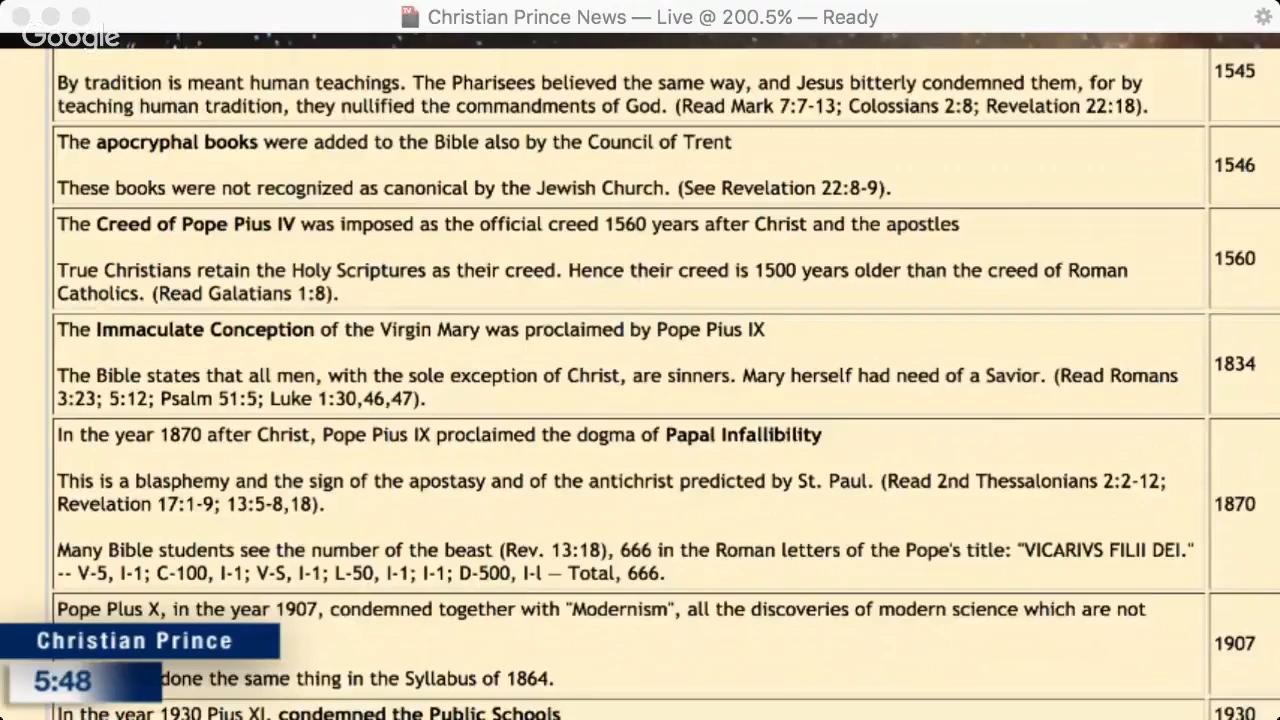 Christian Prince News — Live @ 200.5% — Ready
Google
By tradition is meant human teachings. The Pharisees believed the same way, and Jesus bitterly condemned them, for by
teaching human tradition, they nullified the commandments of God. (Read Mark 7:7-13; Colossians 2:8; Revelation 22:18).
1545
The apocryphal books were added to the Bible also by the Council of Trent
These books were not recognized as canonical by the Jewish Church. (See Revelation 22:8-9).
1546
The Creed of Pope Pius IV was imposed as the official creed 1560 years after Christ and the apostles
True Christians retain the Holy Scriptures as their creed. Hence their creed is 1500 years older than the creed of Roman
Catholics. (Read Galatians 1:8).
1560
The Immaculate Conception of the Virgin Mary was proclaimed by Pope Pius IX
The Bible states that all men, with the sole exception of Christ, are sinners. Mary herself had need of a Savior. (Read Romans
3:23; 5:12; Psalm 51:5; Luke 1:30,46,47).
1834
In the year 1870 after Christ, Pope Pius IX proclaimed the dogma of Papal Infallibility
This is a blasphemy and the sign of the apostasy and of the antichrist predicted by St. Paul. (Read 2nd Thessalonians 2:2-12;
Revelation 17:1-9; 13:5-8,18).
Many Bible students see the number of the beast (Rev. 13:18), 666 in the Roman letters of the Pope's title: "VICARIVS FILII DEI."
-- V-5, I-1; C-100, I-1; V-S, I-1; L-50, I-1; I-1; D-500, I-l — Total, 666.
1870
Pope Plus X, in the year 1907, condemned together with "Modernism", all the discoveries of modern science which are not
done the same thing in the Syllabus of 1864.
1907
Christian Prince
5:48
In the year 1930 Pius XI, condemned the Public Schools
1930